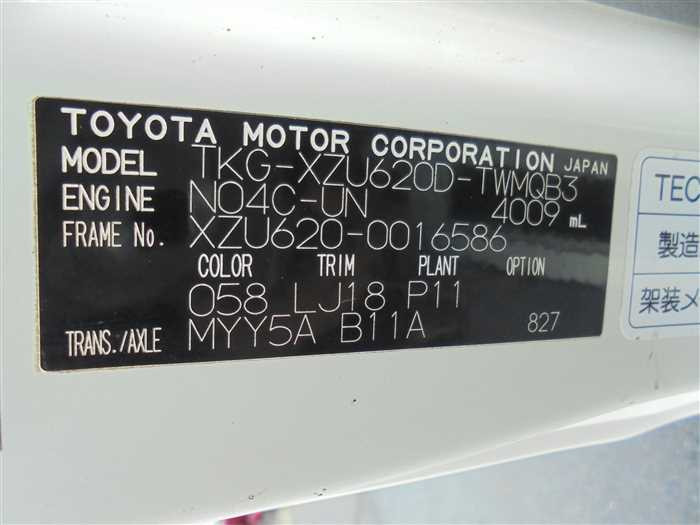 TOYOTA MOTOR CORPORATION JAPAN
MODEL TKG-XZU620D-TWMQB3
ENGINE N04C-UN 4009 mL
FRAME No. XZU620-0016586
COLOR TRIM PLANT OPTION
058 LJ18 P11
TRANS./AXLE MYY5A B11A 827
TEC
製造
架装メ